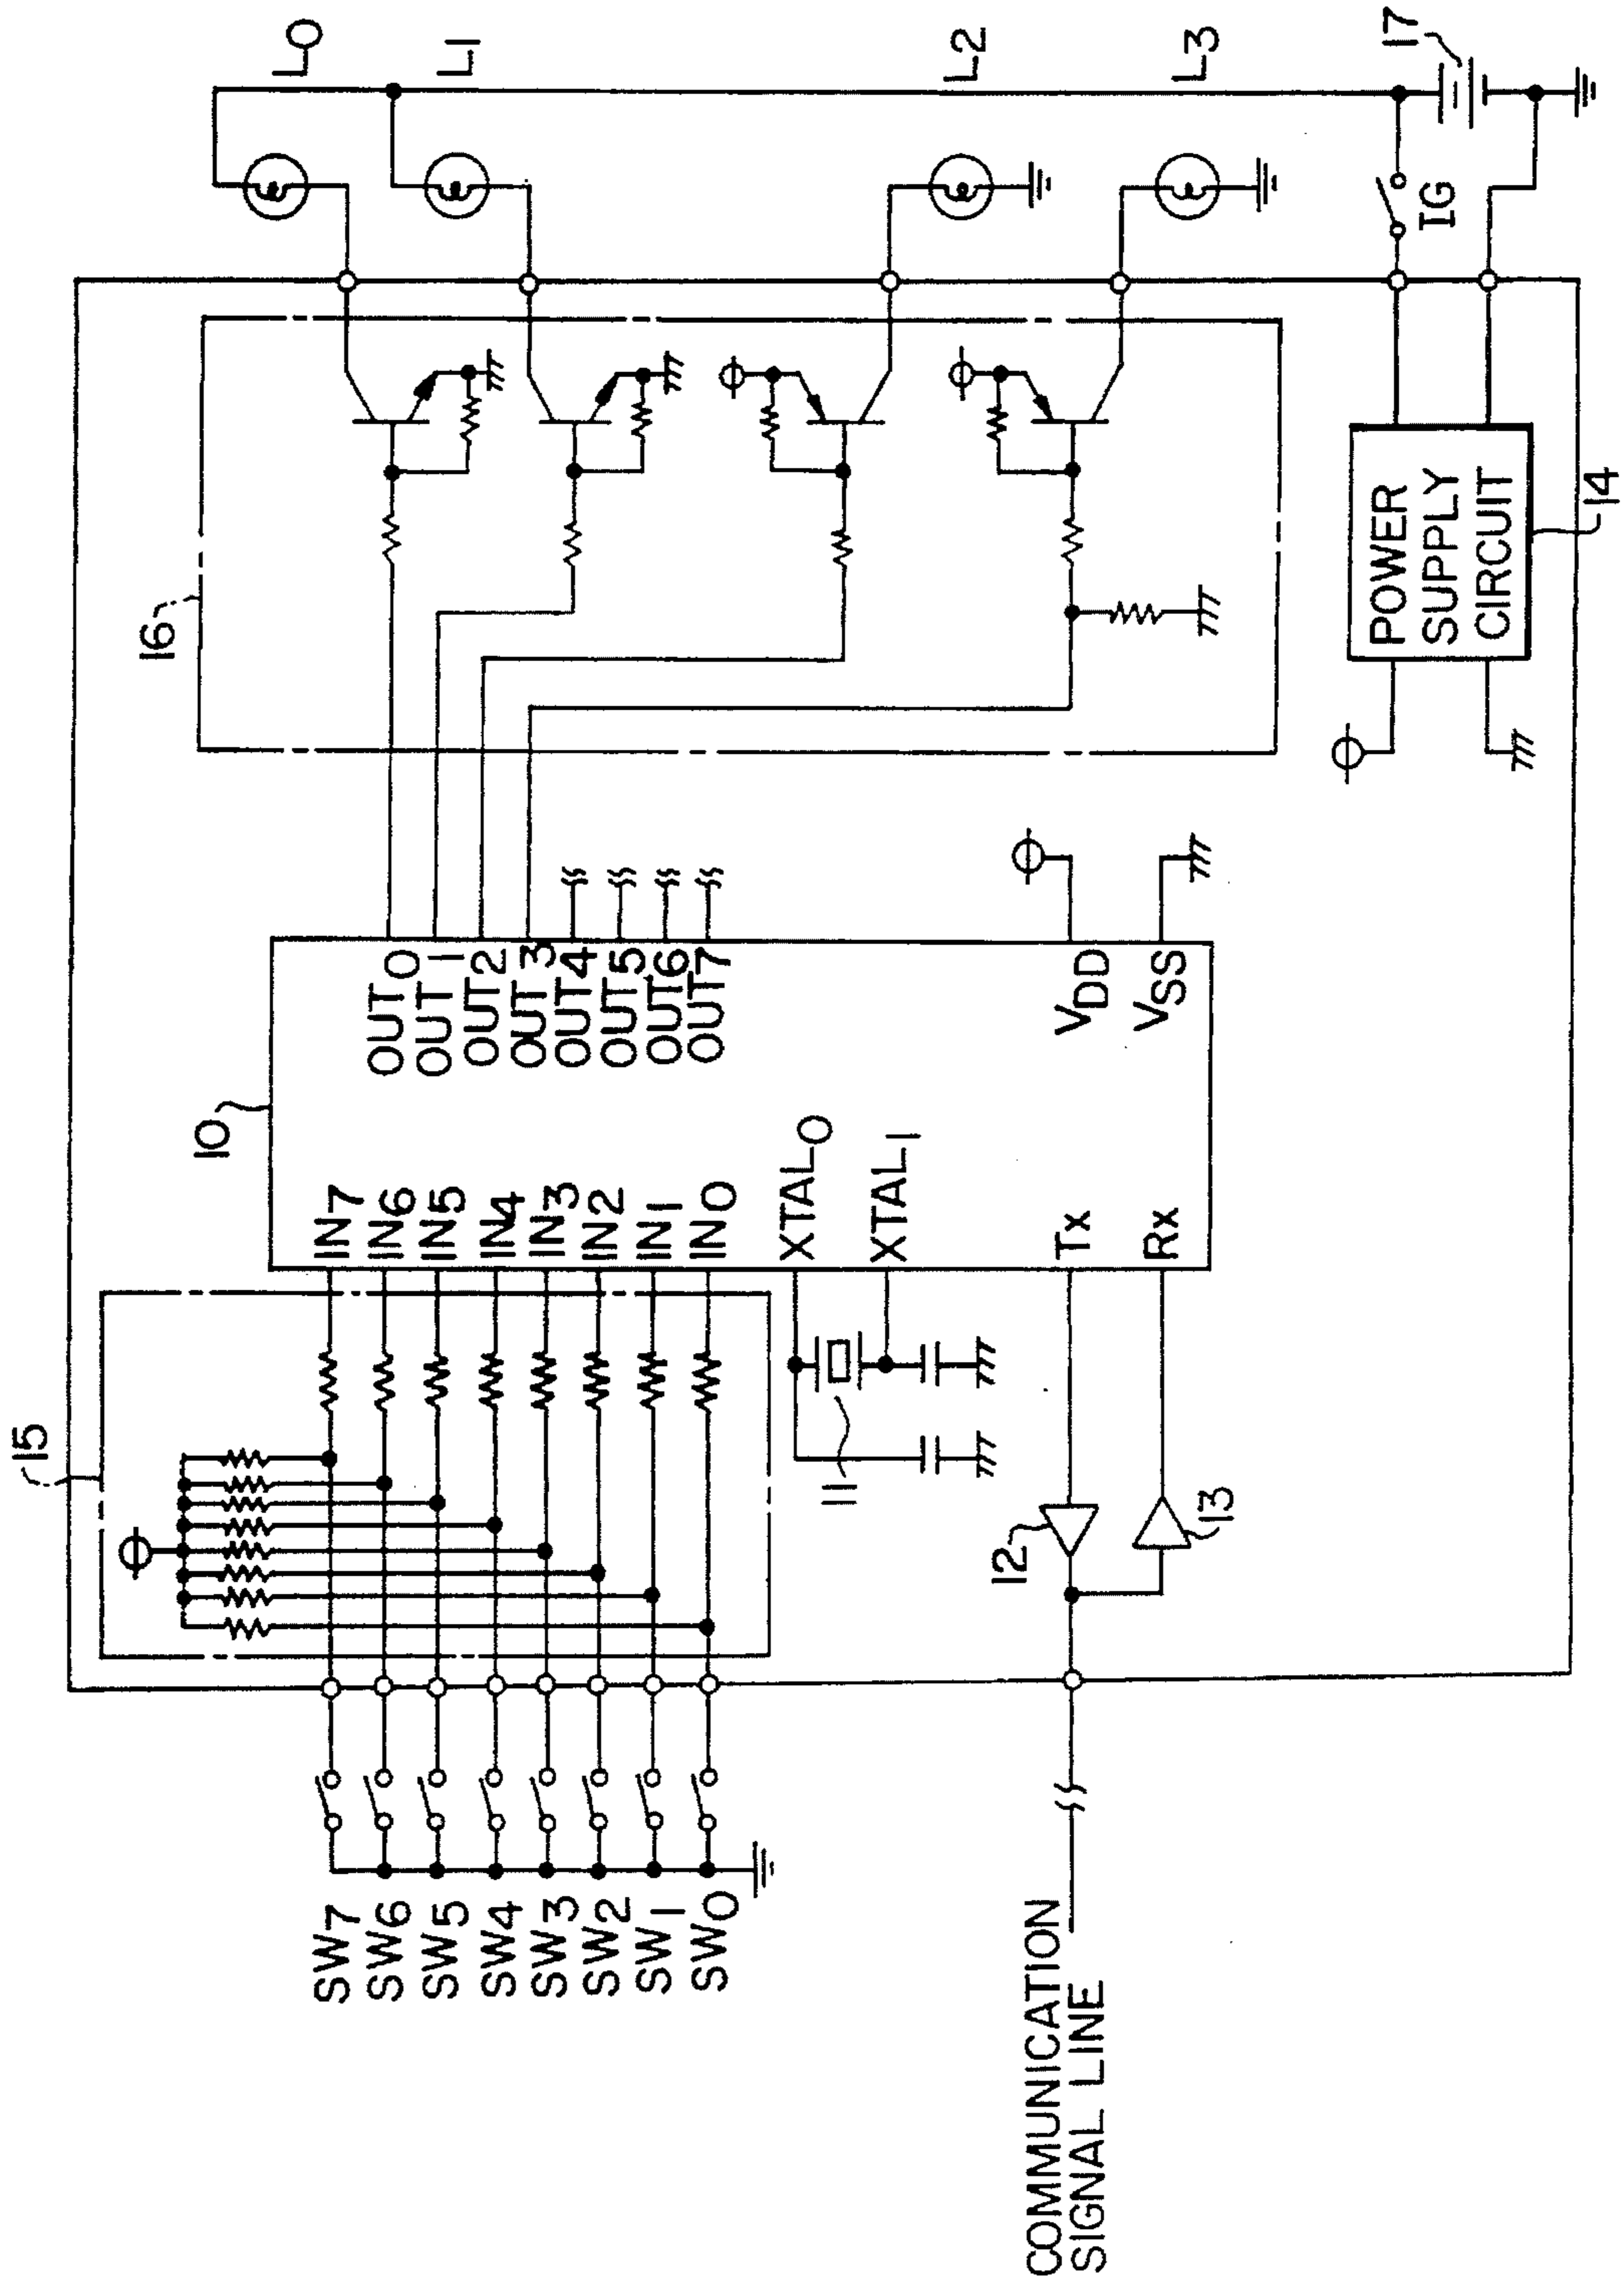 15
16
SW7
SW6
SW5
SW4
SW3
SW2
SW1
SW0
IN7
IN6
IN5
IN4
IN3
IN2
IN1
IN0
10
OUT0
OUT1
OUT2
OUT3
OUT4
OUT5
OUT6
OUT7
L0
L1
L2
L3
XTAL0
XTAL1
11
Tx
Rx
VDD
VSS
12
13
COMMUNICATION
SIGNAL LINE
POWER
SUPPLY
CIRCUIT
14
IG
17